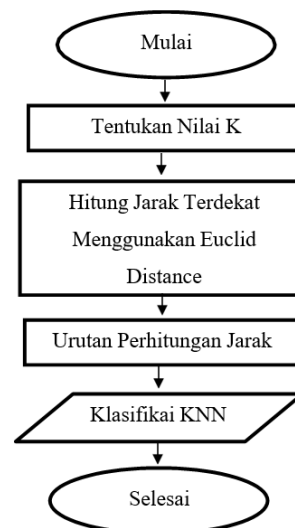 Mulai
Tentukan Nilai K
Hitung Jarak Terdekat
Menggunakan Euclid
Distance
Urutan Perhitungan Jarak
Klasifikai KNN
Selesai